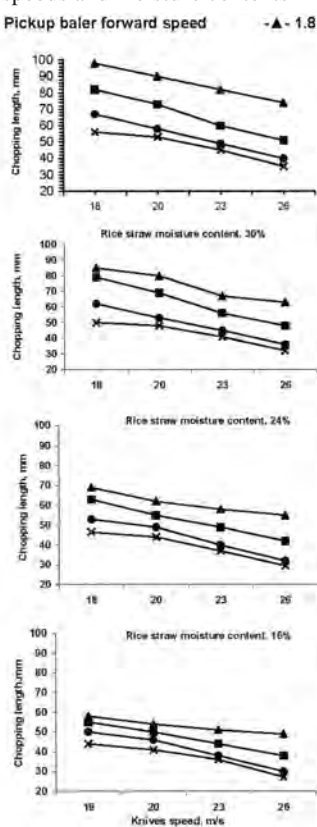 Pickup baler forward speed -▲- 1.8
Chopping length, mm
100
90
80
70
60
50
40
30
20
18 20 23 26
Rice straw moisture content, 30%
Chopping length, mm
100
90
80
70
60
50
40
30
20
18 20 23 26
Rice straw moisture content, 24%
Chopping length, mm
100
90
80
70
60
50
40
30
20
18 20 23 26
Rice straw moisture content, 16%
Chopping length,mm
100
90
80
70
60
50
40
30
20
18 20 23 26
Knives speed, m/s